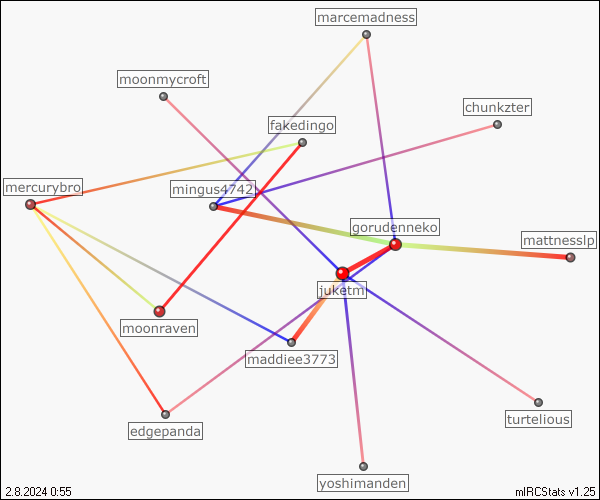 marcemadness
moonmycroft
chunkzter
fakedingo
mercurybro
mingus4742
gorudenneko
mattnesslp
juketm
moonraven
maddiee3773
turtelious
edgepanda
yoshimanden
2.8.2024 0:55
mIRCStats v1.25